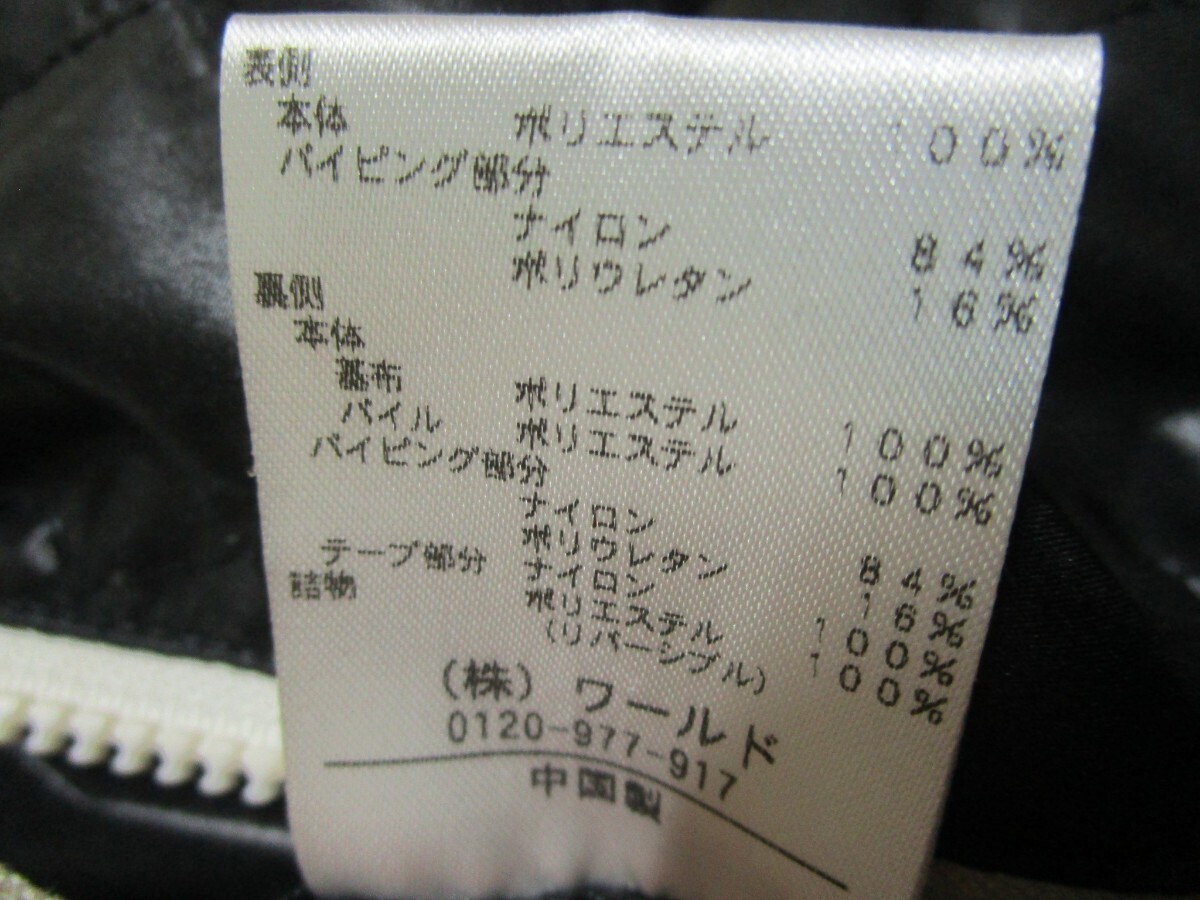 表側
本体 ポリエステル 100%
パイピング部分
ナイロン 84%
ポリウレタン 16%
裏側
本体
基布 ポリエステル 100%
パイル ポリエステル 100%
パイピング部分
ナイロン 84%
ポリウレタン 16%
テープ部分 ナイロン 100%
詰物 ポリエステル 100%
(リバーシブル)
(株) ワールド
0120-977-917
中国製